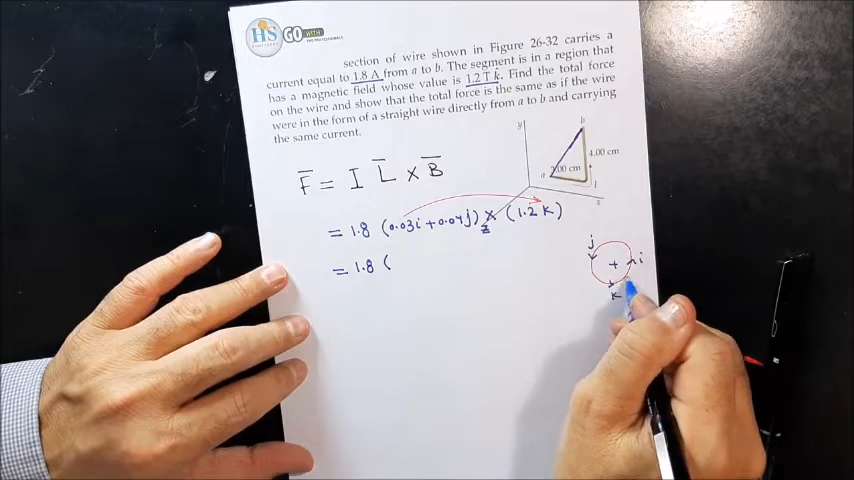 HS
ENGINEERING
GO WITH
THE PROFESSIONALS
section of wire shown in Figure 26-32 carries a
current equal to 1.8 A from a to b. The segment is in a region that
has a magnetic field whose value is 1.2 T k̂. Find the total force
on the wire and show that the total force is the same as if the wire
were in the form of a straight wire directly from a to b and carrying
the same current.
y
b
4.00 cm
3.00 cm
a
I
x
z
F̅ = I L̅ × B̅
= 1.8 (0.03i + 0.04j) × (1.2 k)
= 1.8 (
j
i
+
k